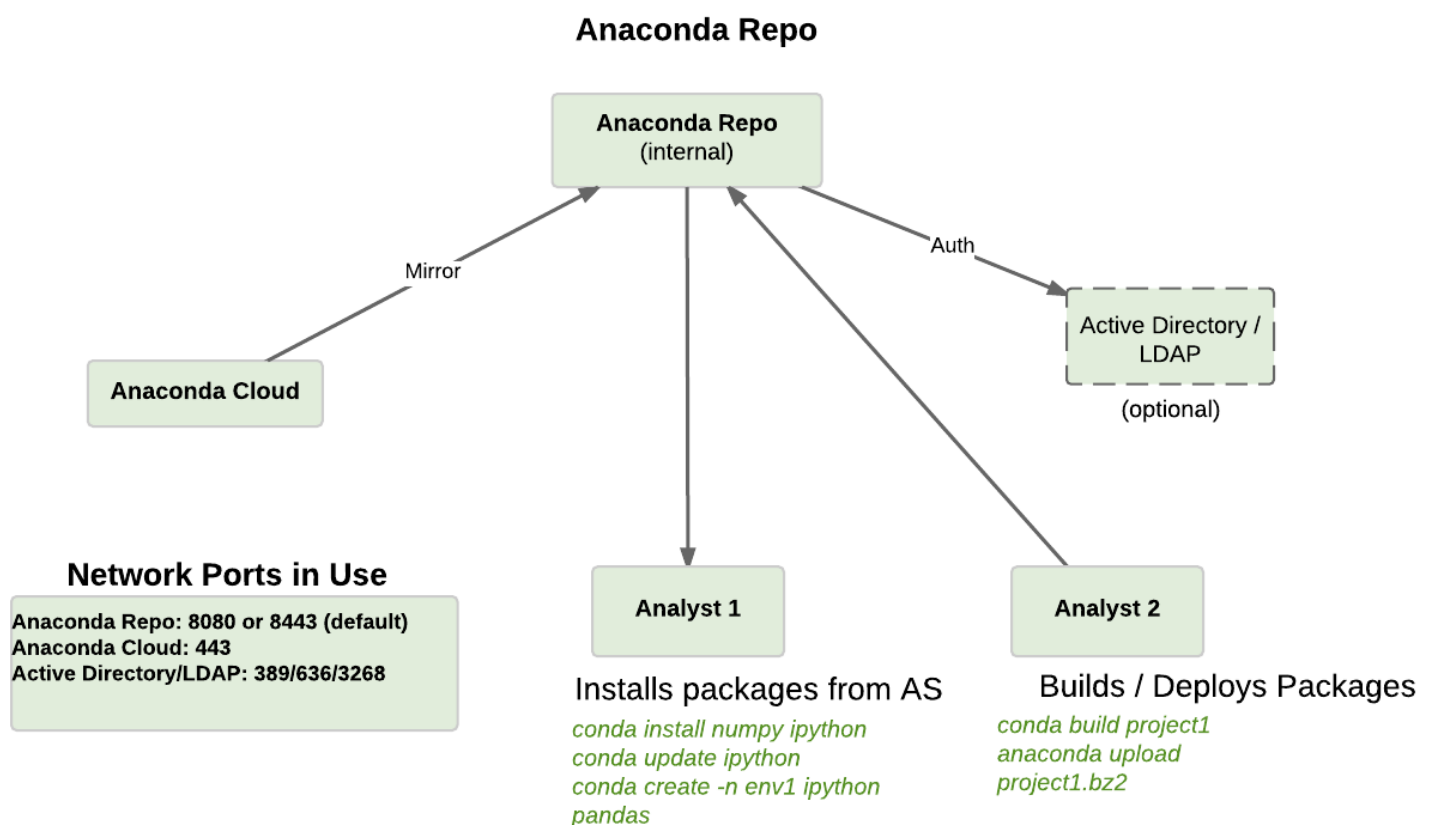 Anaconda Repo
Anaconda Repo
(internal)
Mirror
Auth
Active Directory /
LDAP
(optional)
Anaconda Cloud
Network Ports in Use
Anaconda Repo: 8080 or 8443 (default)
Anaconda Cloud: 443
Active Directory/LDAP: 389/636/3268
Analyst 1
Installs packages from AS
conda install numpy ipython
conda update ipython
conda create -n env1 ipython
pandas
Analyst 2
Builds / Deploys Packages
conda build project1
anaconda upload
project1.bz2